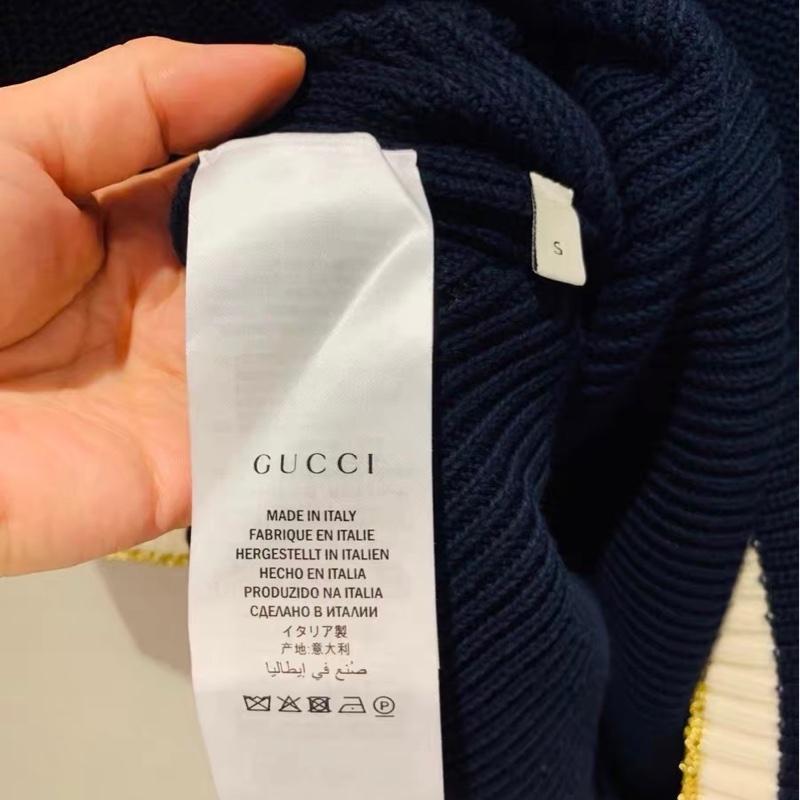 S
GUCCI
MADE IN ITALY
FABRIQUE EN ITALIE
HERGESTELLT IN ITALIEN
HECHO EN ITALIA
PRODUZIDO NA ITALIA
СДЕЛАНО В ИТАЛИИ
イタリア製
产地:意大利
صُنع في إيطاليا
P